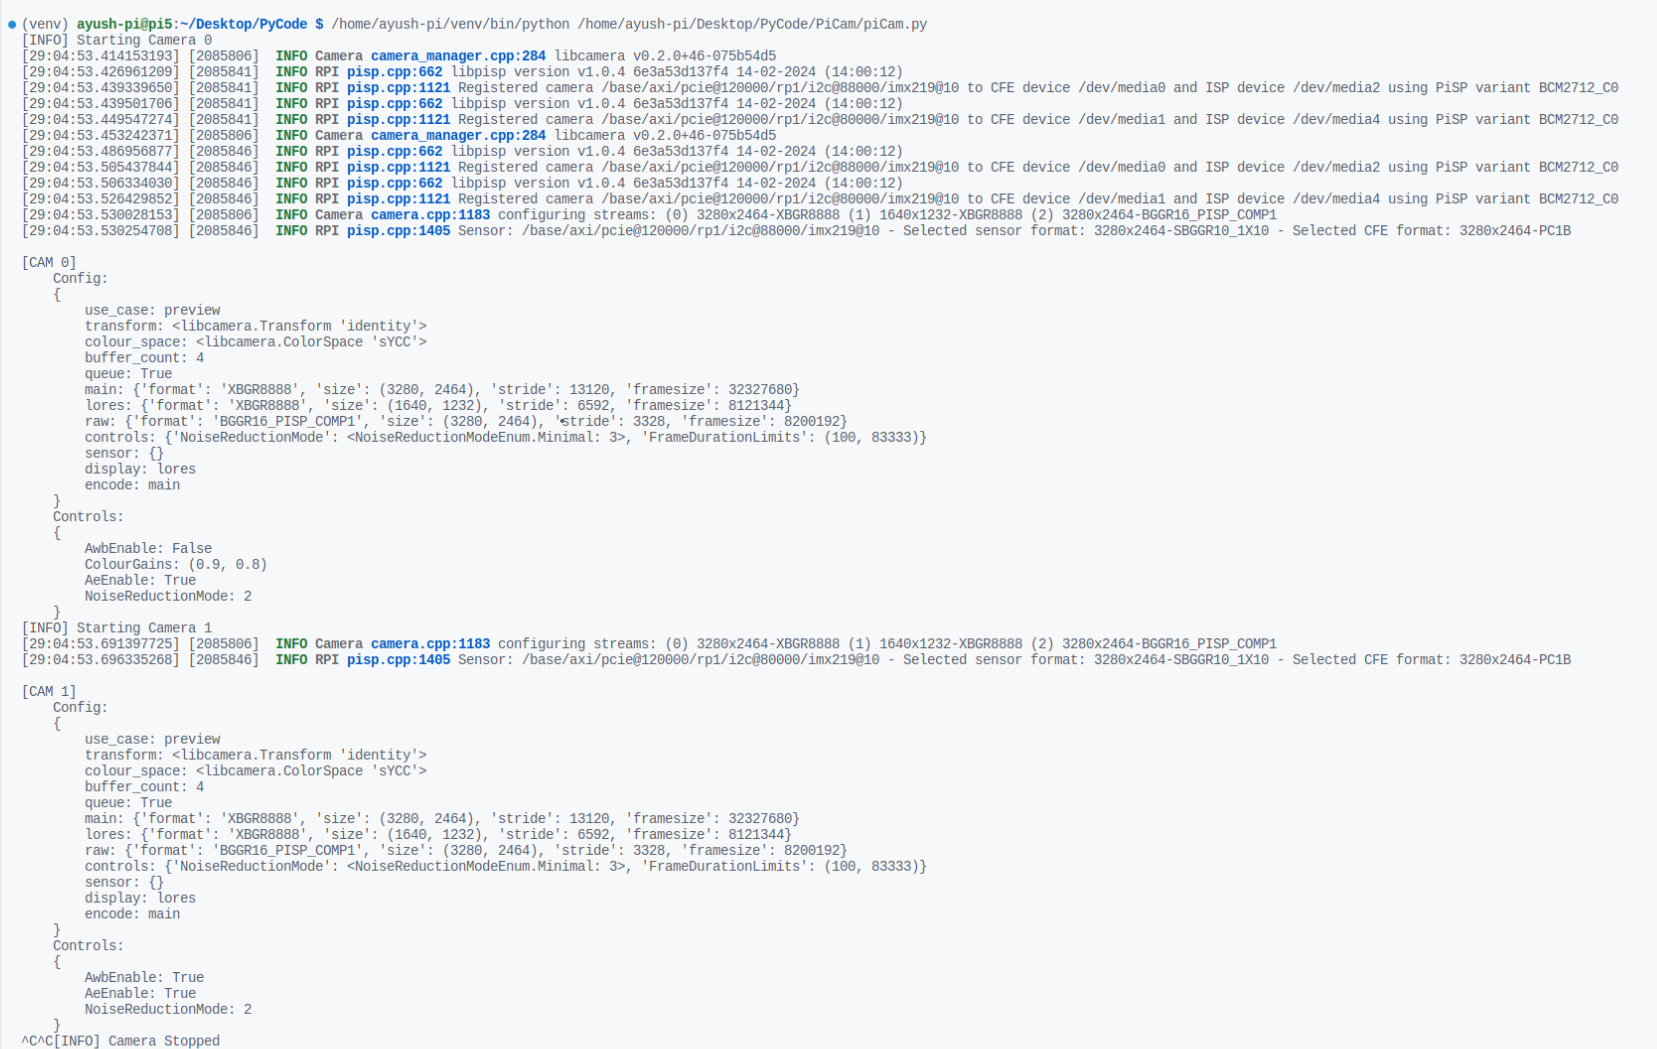 (venv) ayush-pi@pi5:~/Desktop/PyCode $ /home/ayush-pi/venv/bin/python /home/ayush-pi/Desktop/PyCode/PiCam/piCam.py
[INFO] Starting Camera 0
[29:04:53.414153193] [2085806]  INFO Camera camera_manager.cpp:284 libcamera v0.2.0+46-075b54d5
[29:04:53.426961209] [2085841]  INFO RPI pisp.cpp:662 libpisp version v1.0.4 6e3a53d137f4 14-02-2024 (14:00:12)
[29:04:53.439339650] [2085841]  INFO RPI pisp.cpp:1121 Registered camera /base/axi/pcie@120000/rp1/i2c@88000/imx219@10 to CFE device /dev/media0 and ISP device /dev/media2 using PiSP variant BCM2712_C0
[29:04:53.439501706] [2085841]  INFO RPI pisp.cpp:662 libpisp version v1.0.4 6e3a53d137f4 14-02-2024 (14:00:12)
[29:04:53.449547274] [2085841]  INFO RPI pisp.cpp:1121 Registered camera /base/axi/pcie@120000/rp1/i2c@80000/imx219@10 to CFE device /dev/media1 and ISP device /dev/media4 using PiSP variant BCM2712_C0
[29:04:53.453242371] [2085806]  INFO Camera camera_manager.cpp:284 libcamera v0.2.0+46-075b54d5
[29:04:53.486956877] [2085846]  INFO RPI pisp.cpp:662 libpisp version v1.0.4 6e3a53d137f4 14-02-2024 (14:00:12)
[29:04:53.505437844] [2085846]  INFO RPI pisp.cpp:1121 Registered camera /base/axi/pcie@120000/rp1/i2c@88000/imx219@10 to CFE device /dev/media0 and ISP device /dev/media2 using PiSP variant BCM2712_C0
[29:04:53.506334030] [2085846]  INFO RPI pisp.cpp:662 libpisp version v1.0.4 6e3a53d137f4 14-02-2024 (14:00:12)
[29:04:53.526429852] [2085846]  INFO RPI pisp.cpp:1121 Registered camera /base/axi/pcie@120000/rp1/i2c@80000/imx219@10 to CFE device /dev/media1 and ISP device /dev/media4 using PiSP variant BCM2712_C0
[29:04:53.530028153] [2085806]  INFO Camera camera.cpp:1183 configuring streams: (0) 3280x2464-XBGR8888 (1) 1640x1232-XBGR8888 (2) 3280x2464-BGGR16_PISP_COMP1
[29:04:53.530254708] [2085846]  INFO RPI pisp.cpp:1405 Sensor: /base/axi/pcie@120000/rp1/i2c@88000/imx219@10 - Selected sensor format: 3280x2464-SBGGR10_1X10 - Selected CFE format: 3280x2464-PC1B
[CAM 0]
    Config:
    {
        use_case: preview
        transform: <libcamera.Transform 'identity'>
        colour_space: <libcamera.ColorSpace 'sYCC'>
        buffer_count: 4
        queue: True
        main: {'format': 'XBGR8888', 'size': (3280, 2464), 'stride': 13120, 'framesize': 32327680}
        lores: {'format': 'XBGR8888', 'size': (1640, 1232), 'stride': 6592, 'framesize': 8121344}
        raw: {'format': 'BGGR16_PISP_COMP1', 'size': (3280, 2464), 'stride': 3328, 'framesize': 8200192}
        controls: {'NoiseReductionMode': <NoiseReductionModeEnum.Minimal: 3>, 'FrameDurationLimits': (100, 83333)}
        sensor: {}
        display: lores
        encode: main
    }
    Controls:
    {
        AwbEnable: False
        ColourGains: (0.9, 0.8)
        AeEnable: True
        NoiseReductionMode: 2
    }
[INFO] Starting Camera 1
[29:04:53.691397725] [2085806]  INFO Camera camera.cpp:1183 configuring streams: (0) 3280x2464-XBGR8888 (1) 1640x1232-XBGR8888 (2) 3280x2464-BGGR16_PISP_COMP1
[29:04:53.696335268] [2085846]  INFO RPI pisp.cpp:1405 Sensor: /base/axi/pcie@120000/rp1/i2c@80000/imx219@10 - Selected sensor format: 3280x2464-SBGGR10_1X10 - Selected CFE format: 3280x2464-PC1B
[CAM 1]
    Config:
    {
        use_case: preview
        transform: <libcamera.Transform 'identity'>
        colour_space: <libcamera.ColorSpace 'sYCC'>
        buffer_count: 4
        queue: True
        main: {'format': 'XBGR8888', 'size': (3280, 2464), 'stride': 13120, 'framesize': 32327680}
        lores: {'format': 'XBGR8888', 'size': (1640, 1232), 'stride': 6592, 'framesize': 8121344}
        raw: {'format': 'BGGR16_PISP_COMP1', 'size': (3280, 2464), 'stride': 3328, 'framesize': 8200192}
        controls: {'NoiseReductionMode': <NoiseReductionModeEnum.Minimal: 3>, 'FrameDurationLimits': (100, 83333)}
        sensor: {}
        display: lores
        encode: main
    }
    Controls:
    {
        AwbEnable: True
        AeEnable: True
        NoiseReductionMode: 2
    }
^C^C[INFO] Camera Stopped